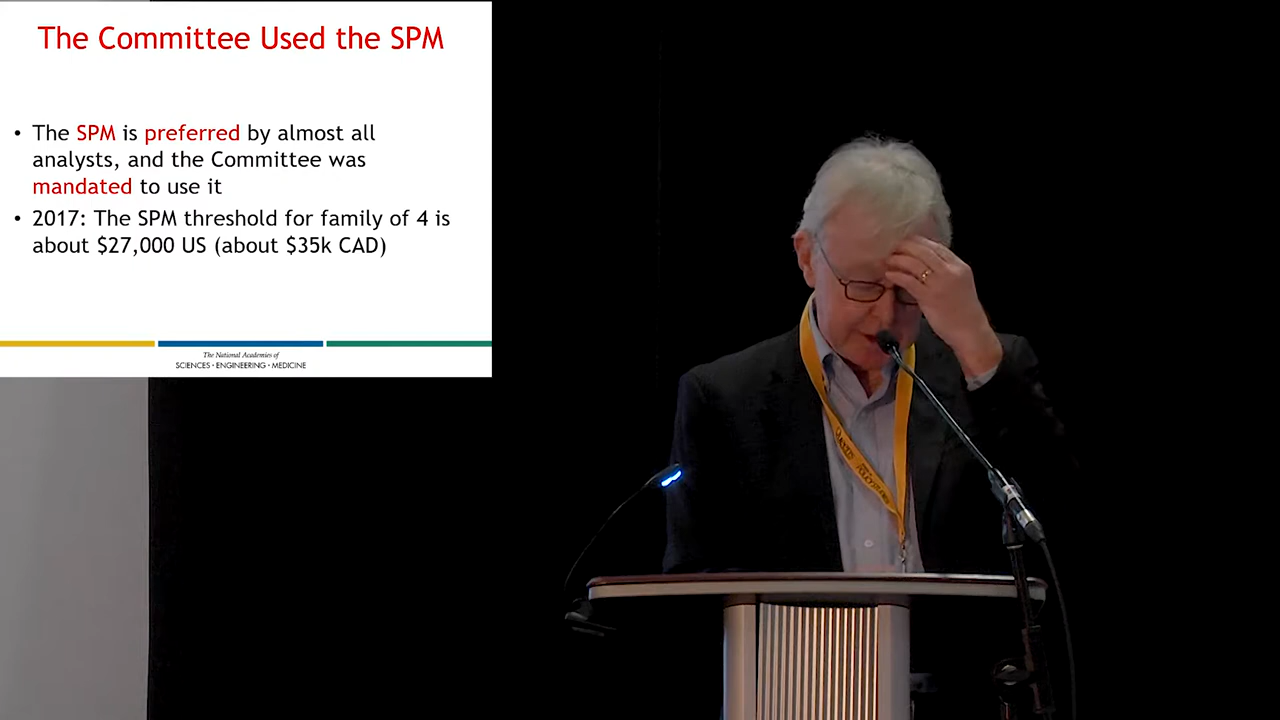 The Committee Used the SPM
• The SPM is preferred by almost all
analysts, and the Committee was
mandated to use it
• 2017: The SPM threshold for family of 4 is
about $27,000 US (about $35k CAD)
The National Academies of
SCIENCES • ENGINEERING • MEDICINE